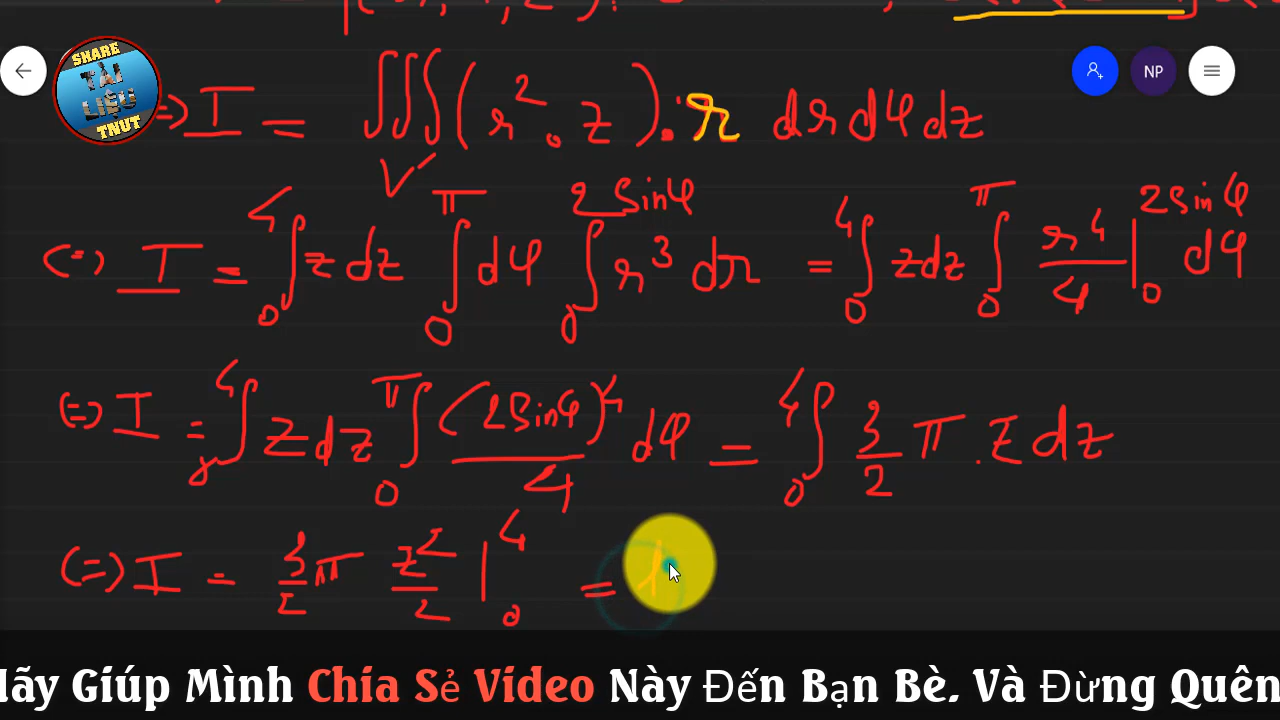 SHARE
TÀI
LIỆU
TNUT
NP
=> I = ∭_V' (r² . z) . r dr dφ dz
(=) I = ∫₀⁴ z dz ∫₀^π dφ ∫₀^(2sinφ) r³ dr = ∫₀⁴ z dz ∫₀^π r⁴/4 |₀^(2sinφ) dφ
(=) I = ∫₀⁴ z dz ∫₀^π (2sinφ)⁴/4 dφ = ∫₀⁴ 3/2 π . z dz
(=) I = 3/2 π z²/2 |₀⁴ = 1
Hãy Giúp Mình Chia Sẻ Video Này Đến Bạn Bè. Và Đừng Quên